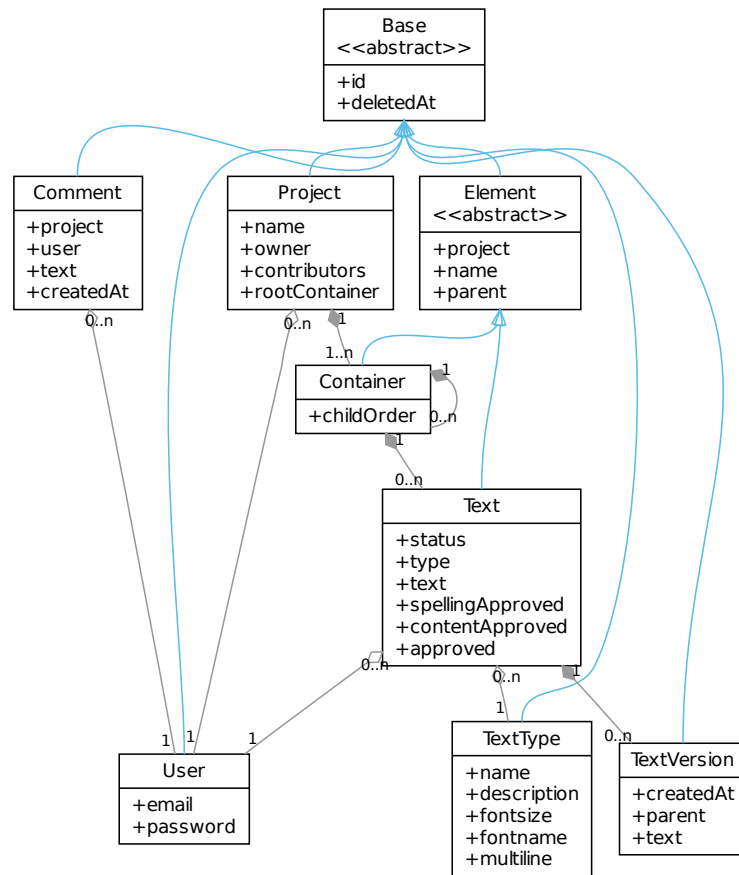 Base
<<abstract>>
+id
+deletedAt
Comment
+project
+user
+text
+createdAt
Project
+name
+owner
+contributors
+rootContainer
Element
<<abstract>>
+project
+name
+parent
0..n
0..n
1
1..n
Container
+childOrder
1
0..n
1
0..n
Text
+status
+type
+text
+spellingApproved
+contentApproved
+approved
0..n
0..n
1
1
1
1
1
0..n
User
+email
+password
TextType
+name
+description
+fontsize
+fontname
+multiline
TextVersion
+createdAt
+parent
+text